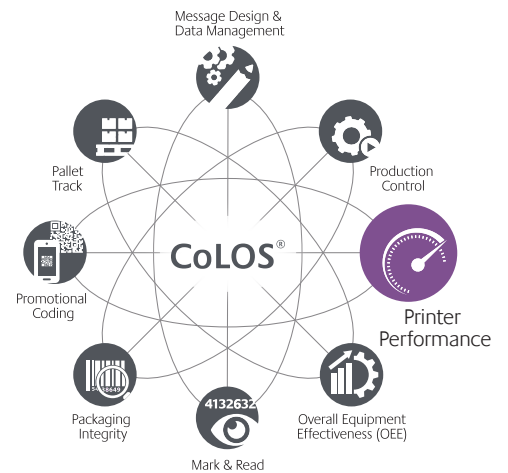 Message Design &
Data Management
Pallet
Track
Production
Control
CoLOS®
Promotional
Coding
Printer
Performance
Packaging
Integrity
4132632
Overall Equipment
Effectiveness (OEE)
Mark & Read